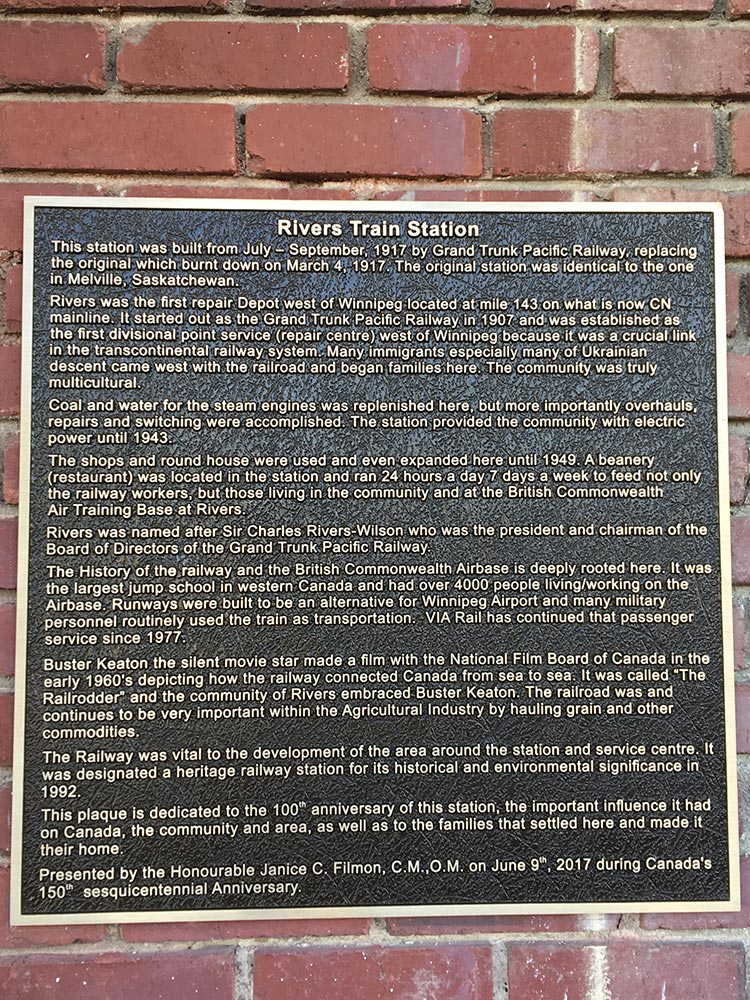 Rivers Train Station
This station was built from July – September, 1917 by Grand Trunk Pacific Railway, replacing
the original which burnt down on March 4, 1917. The original station was identical to the one
in Melville, Saskatchewan.
Rivers was the first repair Depot west of Winnipeg located at mile 143 on what is now CN
mainline. It started out as the Grand Trunk Pacific Railway in 1907 and was established as
the first divisional point service (repair centre) west of Winnipeg because it was a crucial link
in the transcontinental railway system. Many immigrants especially many of Ukrainian
descent came west with the railroad and began families here. The community was truly
multicultural.
Coal and water for the steam engines was replenished here, but more importantly overhauls,
repairs and switching were accomplished. The station provided the community with electric
power until 1943.
The shops and round house were used and even expanded here until 1949. A beanery
(restaurant) was located in the station and ran 24 hours a day 7 days a week to feed not only
the railway workers, but those living in the community and at the British Commonwealth
Air Training Base at Rivers.
Rivers was named after Sir Charles Rivers-Wilson who was the president and chairman of the
Board of Directors of the Grand Trunk Pacific Railway.
The History of the railway and the British Commonwealth Airbase is deeply rooted here. It was
the largest jump school in western Canada and had over 4000 people living/working on the
Airbase. Runways were built to be an alternative for Winnipeg Airport and many military
personnel routinely used the train as transportation.  VIA Rail has continued that passenger
service since 1977.
Buster Keaton the silent movie star made a film with the National Film Board of Canada in the
early 1960's depicting how the railway connected Canada from sea to sea. It was called "The
Railrodder" and the community of Rivers embraced Buster Keaton. The railroad was and
continues to be very important within the Agricultural Industry by hauling grain and other
commodities.
The Railway was vital to the development of the area around the station and service centre. It
was designated a heritage railway station for its historical and environmental significance in
1992.
This plaque is dedicated to the 100th anniversary of this station, the important influence it had
on Canada, the community and area, as well as to the families that settled here and made it
their home.
Presented by the Honourable Janice C. Filmon, C.M.,O.M. on June 9th, 2017 during Canada's
150th  sesquicentennial Anniversary.